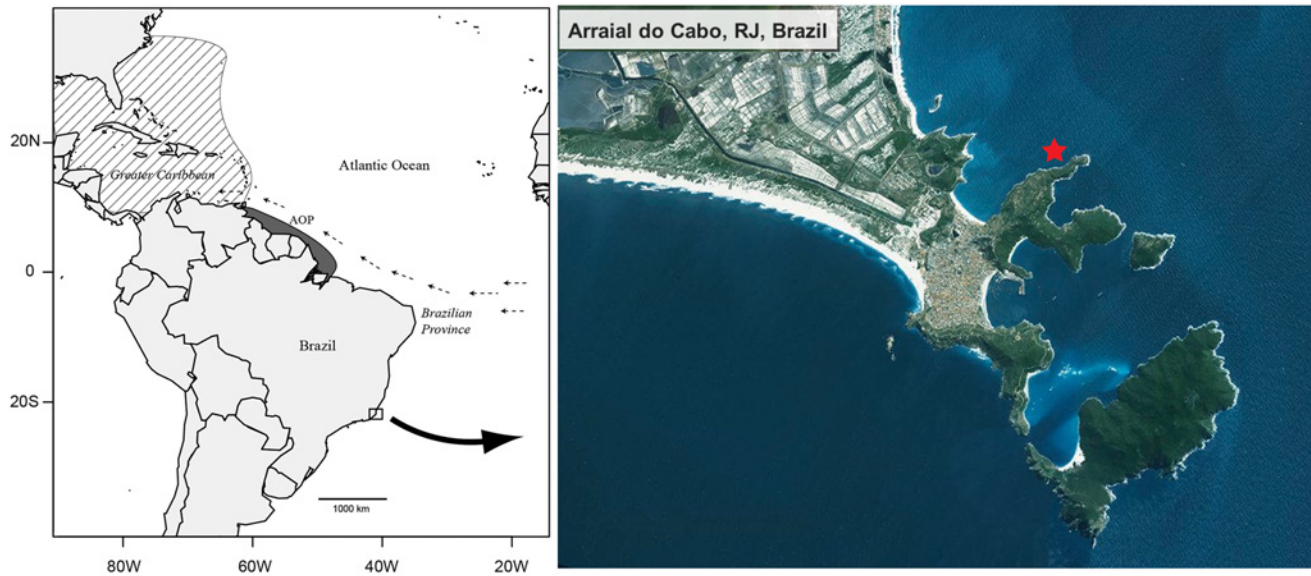 Arraial do Cabo, RJ, Brazil
20N
0
20S
Greater Caribbean
Atlantic Ocean
AOP
Brazilian
Province
Brazil
1000 km
80W
60W
40W
20W